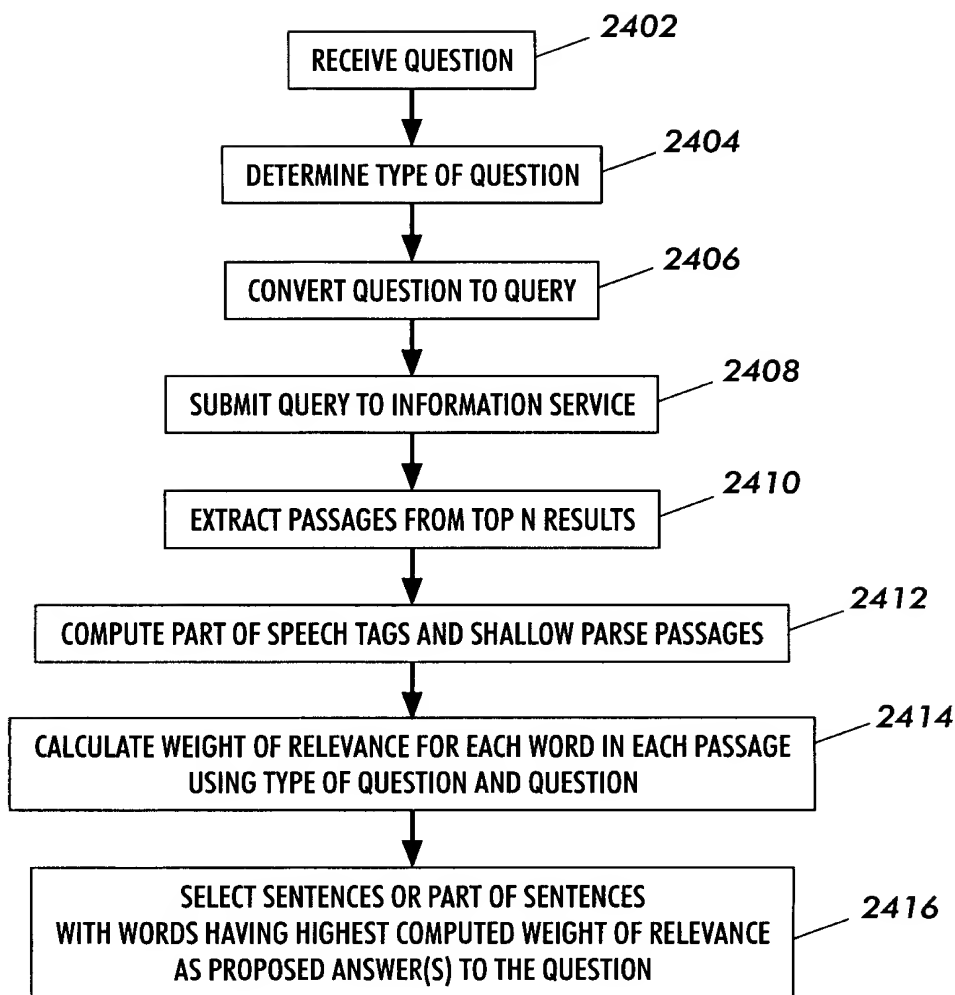 2402
RECEIVE QUESTION
2404
DETERMINE TYPE OF QUESTION
2406
CONVERT QUESTION TO QUERY
2408
SUBMIT QUERY TO INFORMATION SERVICE
2410
EXTRACT PASSAGES FROM TOP N RESULTS
2412
COMPUTE PART OF SPEECH TAGS AND SHALLOW PARSE PASSAGES
2414
CALCULATE WEIGHT OF RELEVANCE FOR EACH WORD IN EACH PASSAGE
USING TYPE OF QUESTION AND QUESTION
2416
SELECT SENTENCES OR PART OF SENTENCES
WITH WORDS HAVING HIGHEST COMPUTED WEIGHT OF RELEVANCE
AS PROPOSED ANSWER(S) TO THE QUESTION